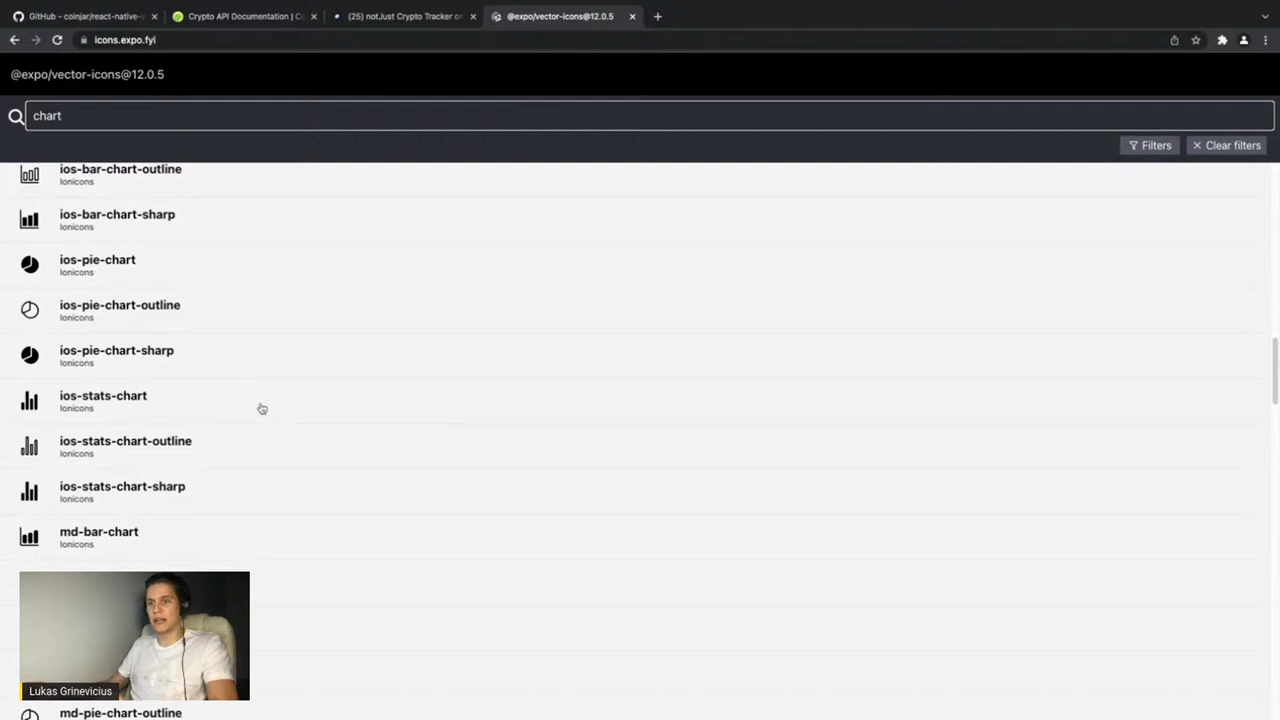 GitHub - coinjar/react-native-
Crypto API Documentation | Co
(25) notJust Crypto Tracker on
@expo/vector-icons@12.0.5
icons.expo.fyi
@expo/vector-icons@12.0.5
chart
Filters
Clear filters
ios-bar-chart-outline
Ionicons
ios-bar-chart-sharp
Ionicons
ios-pie-chart
Ionicons
ios-pie-chart-outline
Ionicons
ios-pie-chart-sharp
Ionicons
ios-stats-chart
Ionicons
ios-stats-chart-outline
Ionicons
ios-stats-chart-sharp
Ionicons
md-bar-chart
Ionicons
Lukas Grinevicius
md-pie-chart-outline